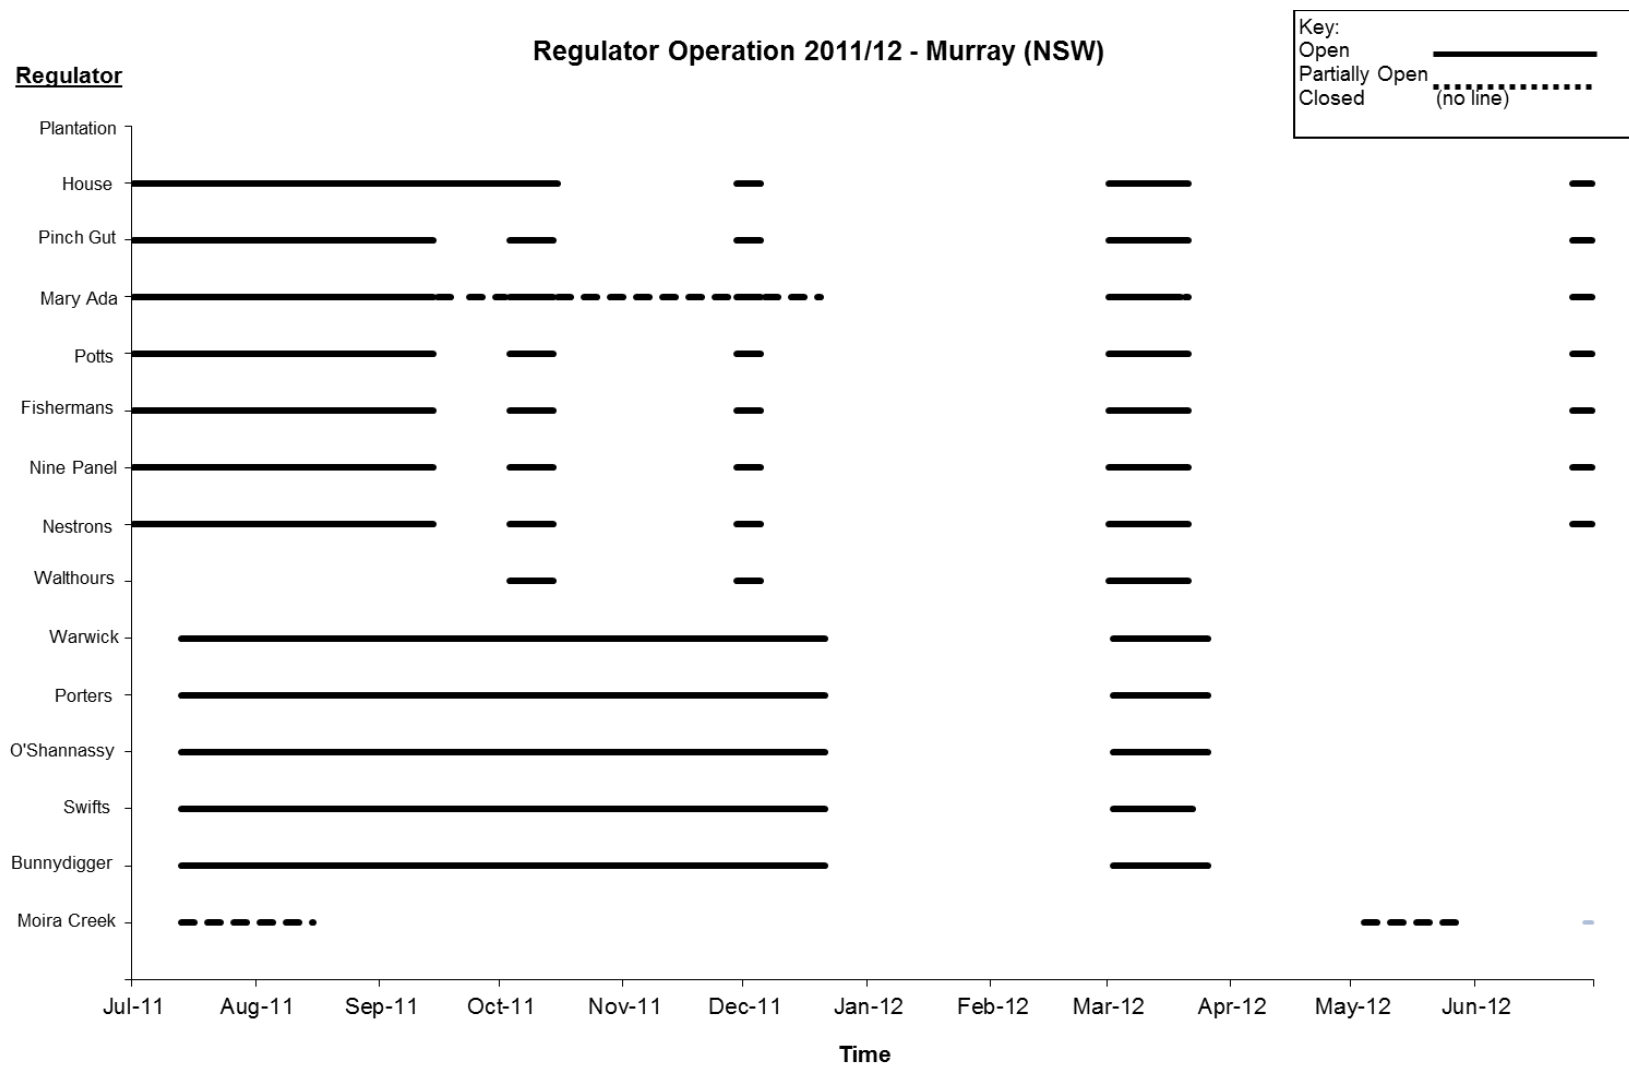 Regulator Operation 2011/12 - Murray (NSW)
Key:
Open
Partially Open
Closed (no line)
Regulator
Plantation
House
Pinch Gut
Mary Ada
Potts
Fishermans
Nine Panel
Nestrons
Walthours
Warwick
Porters
O'Shannassy
Swifts
Bunnydigger
Moira Creek
Jul-11 Aug-11 Sep-11 Oct-11 Nov-11 Dec-11 Jan-12 Feb-12 Mar-12 Apr-12 May-12 Jun-12
Time